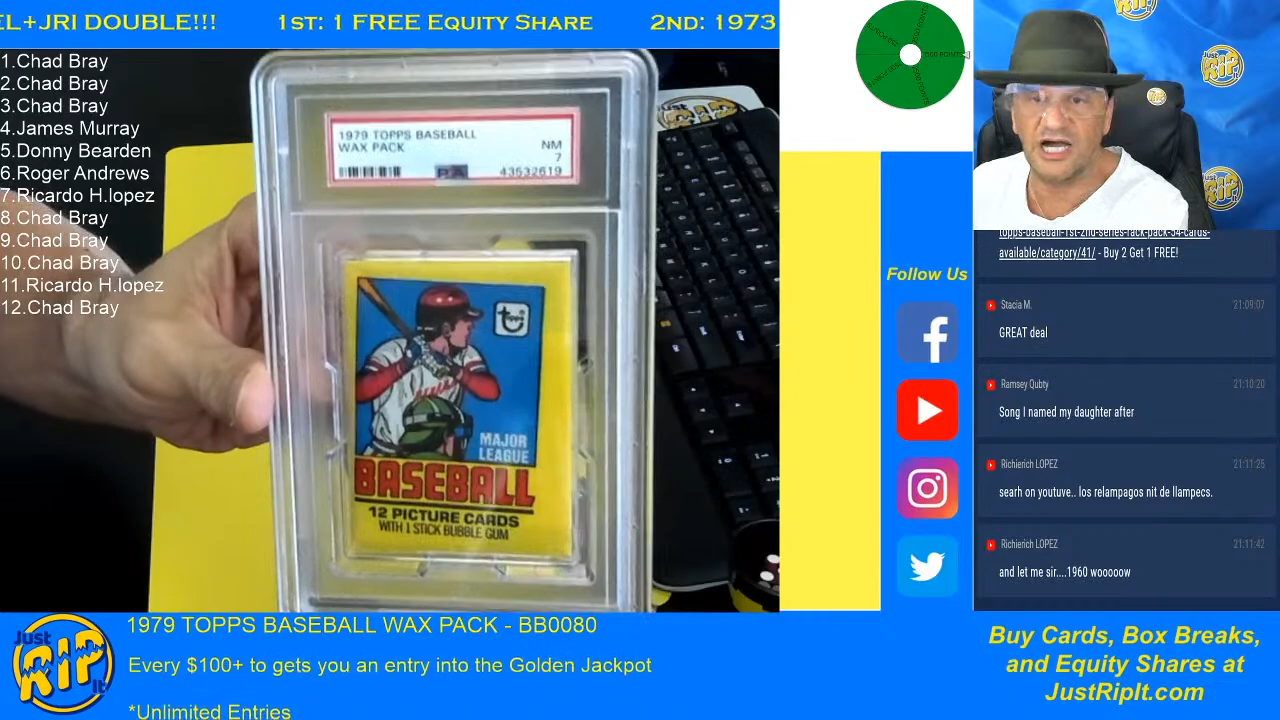 EL+JRI DOUBLE!!! 1ST: 1 FREE EQUITY SHARE 2ND: 1973
1.Chad Bray
2.Chad Bray
3.Chad Bray
4.James Murray
5.Donny Bearden
6.Roger Andrews
7.Ricardo H.lopez
8.Chad Bray
9.Chad Bray
10.Chad Bray
11.Ricardo H.lopez
12.Chad Bray
1979 TOPPS BASEBALL
WAX PACK
NM
7
43532619
topps
MAJOR
LEAGUE
BASEBALL
12 PICTURE CARDS
WITH 1 STICK BUBBLE GUM
Just
RIP
It
1979 TOPPS BASEBALL WAX PACK - BB0080
Every $100+ to gets you an entry into the Golden Jackpot
*Unlimited Entries
Follow Us
topps-baseball-1st-2nd-series-rack-pack-54-cards-
available/category/41/ - Buy 2 Get 1 FREE!
Stacia M. 21:09:07
GREAT deal
Ramsey Qubty 21:10:20
Song I named my daughter after
Richierich LOPEZ 21:11:25
searh on youtuve.. los relampagos nit de llampecs.
Richierich LOPEZ 21:11:42
and let me sir....1960 wooooow
Buy Cards, Box Breaks,
and Equity Shares at
JustRipIt.com